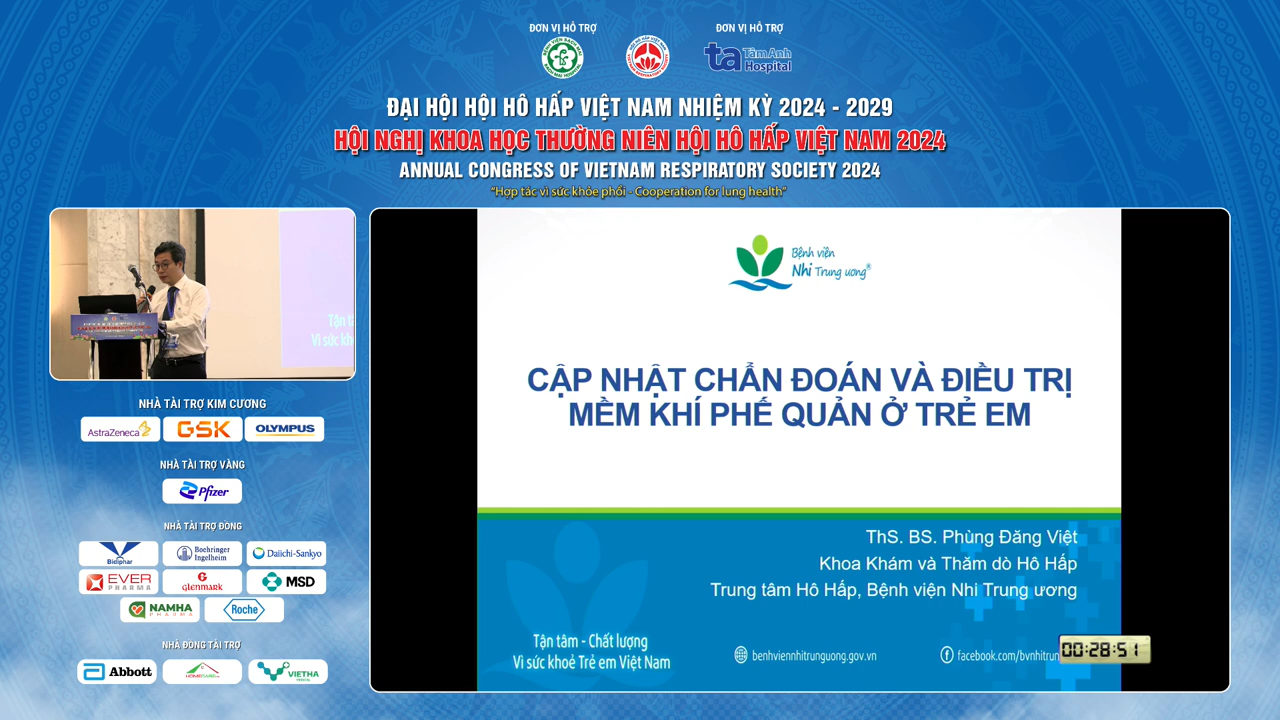 ĐƠN VỊ HỖ TRỢ
ĐƠN VỊ HỖ TRỢ
TâmAnh
Hospital
ĐẠI HỘI HỘI HÔ HẤP VIỆT NAM NHIỆM KỲ 2024 - 2029
HỘI NGHỊ KHOA HỌC THƯỜNG NIÊN HỘI HÔ HẤP VIỆT NAM 2024
ANNUAL CONGRESS OF VIETNAM RESPIRATORY SOCIETY 2024
"Hợp tác vì sức khỏe phổi - Cooperation for lung health"
Tận t
Vì sức kh
NHÀ TÀI TRỢ KIM CƯƠNG
AstraZeneca
GSK
OLYMPUS
NHÀ TÀI TRỢ VÀNG
Pfizer
NHÀ TÀI TRỢ ĐỒNG
Bidiphar
Boehringer
Ingelheim
Daiichi-Sankyo
EVER
PHARMA
GLENMARK
MSD
NAMHA
PHARMA
Roche
NHÀ ĐỒNG TÀI TRỢ
Abbott
VIETHA
Bệnh viện
Nhi Trung ương®
CẬP NHẬT CHẨN ĐOÁN VÀ ĐIỀU TRỊ
MỀM KHÍ PHẾ QUẢN Ở TRẺ EM
ThS. BS. Phùng Đăng Việt
Khoa Khám và Thăm dò Hô Hấp
Trung tâm Hô Hấp, Bệnh viện Nhi Trung ương
Tận tâm - Chất lượng
Vì sức khoẻ Trẻ em Việt Nam
benhviennhitrunguong.gov.vn
facebook.com/bvnhitrun
00:28:51